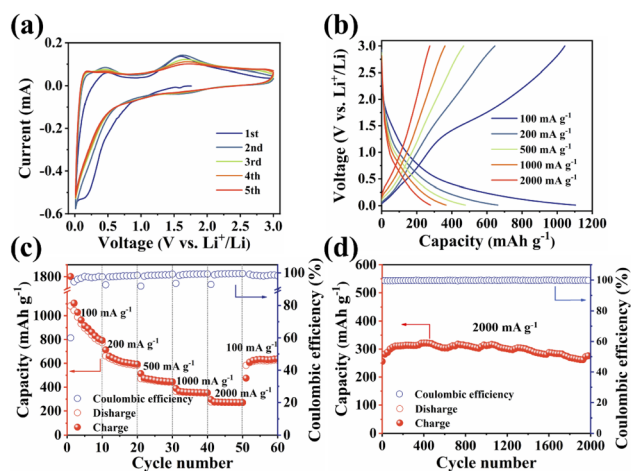 (a)
Current (mA)
0.4
0.2
0.0
-0.2
-0.4
-0.6
0.0 0.5 1.0 1.5 2.0 2.5 3.0
Voltage (V vs. Li⁺/Li)
1st
2nd
3rd
4th
5th
(b)
Voltage (V vs. Li⁺/Li)
3.0
2.5
2.0
1.5
1.0
0.5
0.0
0 200 400 600 800 1000 1200
Capacity (mAh g⁻¹)
100 mA g⁻¹
200 mA g⁻¹
500 mA g⁻¹
1000 mA g⁻¹
2000 mA g⁻¹
(c)
Capacity (mAh g⁻¹)
1800
1000
800
600
400
200
0 10 20 30 40 50 60
Cycle number
100
80
60
40
20
0
Coulombic efficiency (%)
100 mA g⁻¹
200 mA g⁻¹
500 mA g⁻¹
1000 mA g⁻¹
2000 mA g⁻¹
100 mA g⁻¹
Coulombic efficiency
Disharge
Charge
(d)
Capacity (mAh g⁻¹)
600
500
400
300
200
100
0
0 400 800 1200 1600 2000
Cycle number
100
80
60
40
20
0
Coulombic efficiency (%)
2000 mA g⁻¹
Coulombic efficiency
Disharge
Charge